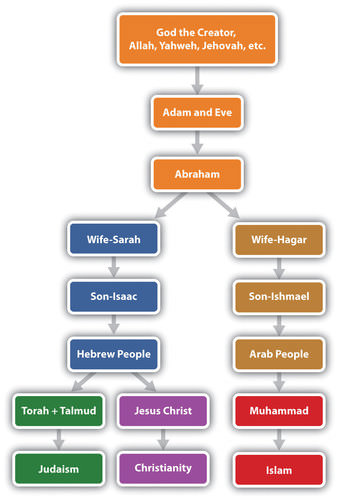 God the Creator,
Allah, Yahweh, Jehovah, etc.
Adam and Eve
Abraham
Wife-Sarah
Wife-Hagar
Son-Isaac
Son-Ishmael
Hebrew People
Arab People
Torah + Talmud
Jesus Christ
Muhammad
Judaism
Christianity
Islam